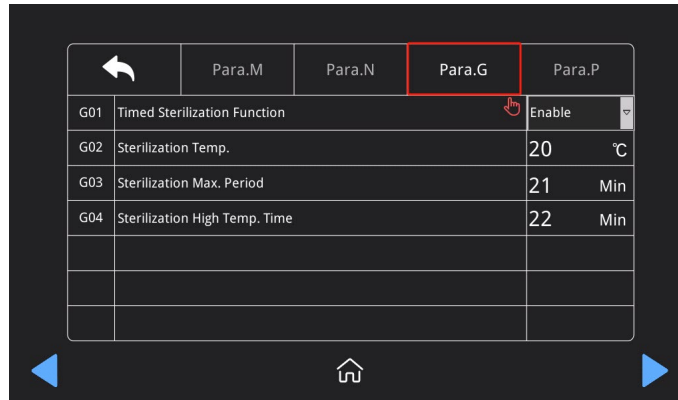 Para.M Para.N Para.G Para.P
G01 Timed Sterilization Function Enable
G02 Sterilization Temp. 20 ℃
G03 Sterilization Max. Period 21 Min
G04 Sterilization High Temp. Time 22 Min